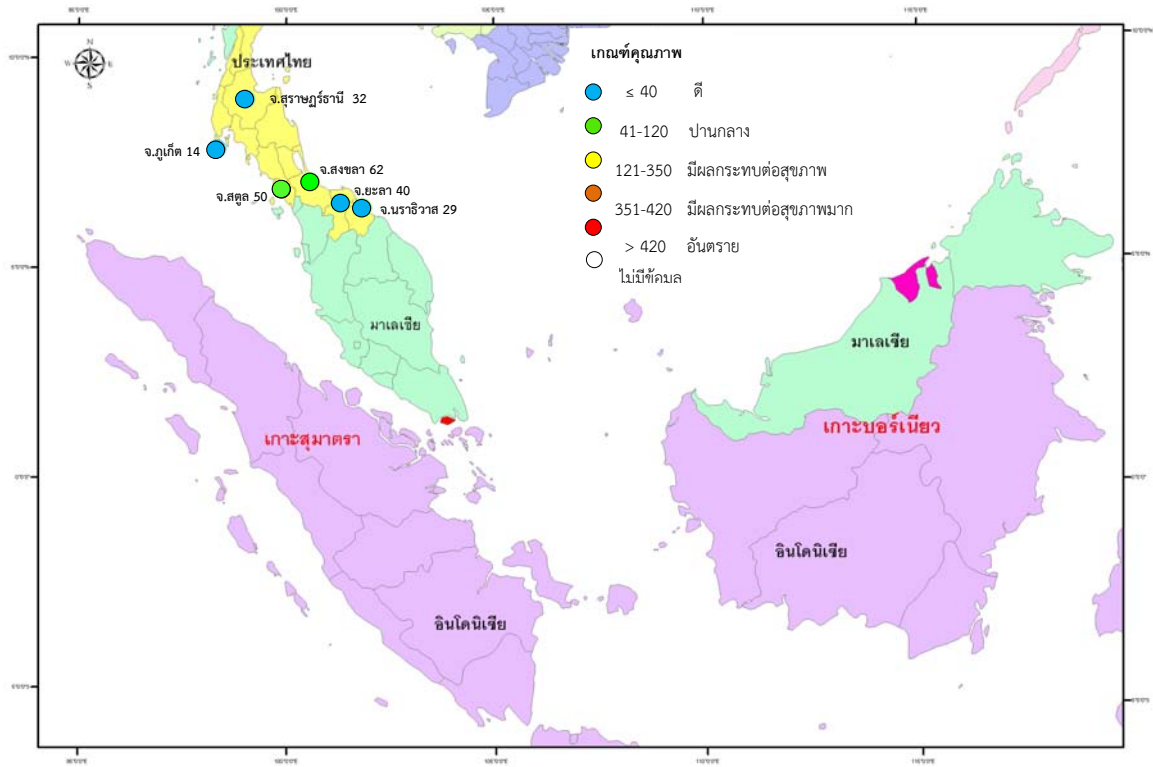 N
W E
S
ประเทศไทย
จ.สุราษฎร์ธานี 32
จ.ภูเก็ต 14
จ.สงขลา 62
จ.สตูล 50
จ.ยะลา 40
จ.นราธิวาส 29
เกณฑ์คุณภาพ
≤ 40 ดี
41-120 ปานกลาง
121-350 มีผลกระทบต่อสุขภาพ
351-420 มีผลกระทบต่อสุขภาพมาก
> 420 อันตราย
ไม่มีข้อมูล
มาเลเซีย
มาเลเซีย
เกาะสุมาตรา
เกาะบอร์เนียว
อินโดนิเซีย
อินโดนิเซีย